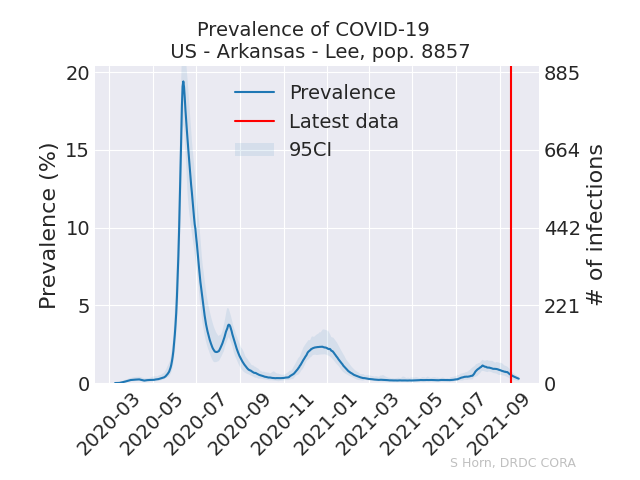 Prevalence of COVID-19
US - Arkansas - Lee, pop. 8857
Prevalence
Latest data
95CI
Prevalence (%)
20
15
10
5
0
885
664
442
221
0
# of infections
2020-03
2020-05
2020-07
2020-09
2020-11
2021-01
2021-03
2021-05
2021-07
2021-09
S Horn, DRDC CORA